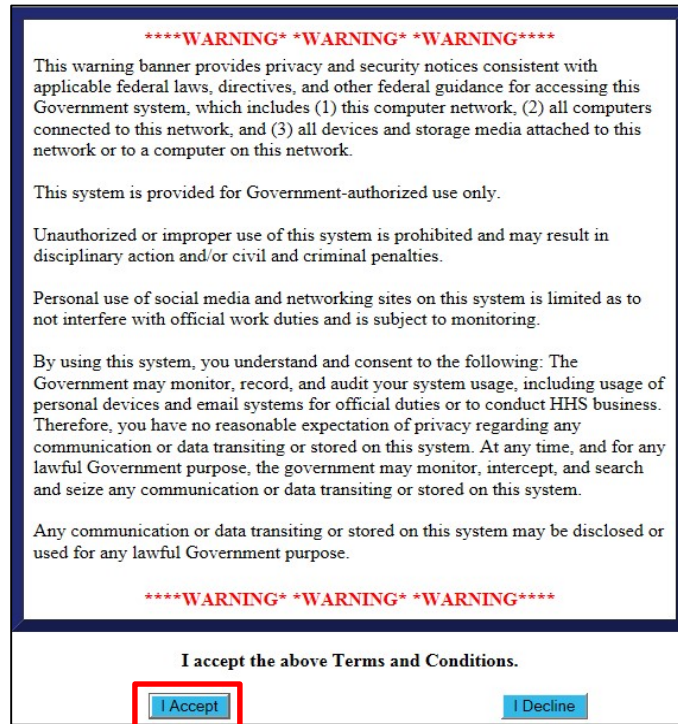 ****WARNING* *WARNING* *WARNING****
This warning banner provides privacy and security notices consistent with
applicable federal laws, directives, and other federal guidance for accessing this
Government system, which includes (1) this computer network, (2) all computers
connected to this network, and (3) all devices and storage media attached to this
network or to a computer on this network.
This system is provided for Government-authorized use only.
Unauthorized or improper use of this system is prohibited and may result in
disciplinary action and/or civil and criminal penalties.
Personal use of social media and networking sites on this system is limited as to
not interfere with official work duties and is subject to monitoring.
By using this system, you understand and consent to the following: The
Government may monitor, record, and audit your system usage, including usage of
personal devices and email systems for official duties or to conduct HHS business.
Therefore, you have no reasonable expectation of privacy regarding any
communication or data transiting or stored on this system. At any time, and for any
lawful Government purpose, the government may monitor, intercept, and search
and seize any communication or data transiting or stored on this system.
Any communication or data transiting or stored on this system may be disclosed or
used for any lawful Government purpose.
****WARNING* *WARNING* *WARNING****
I accept the above Terms and Conditions.
I Accept I Decline